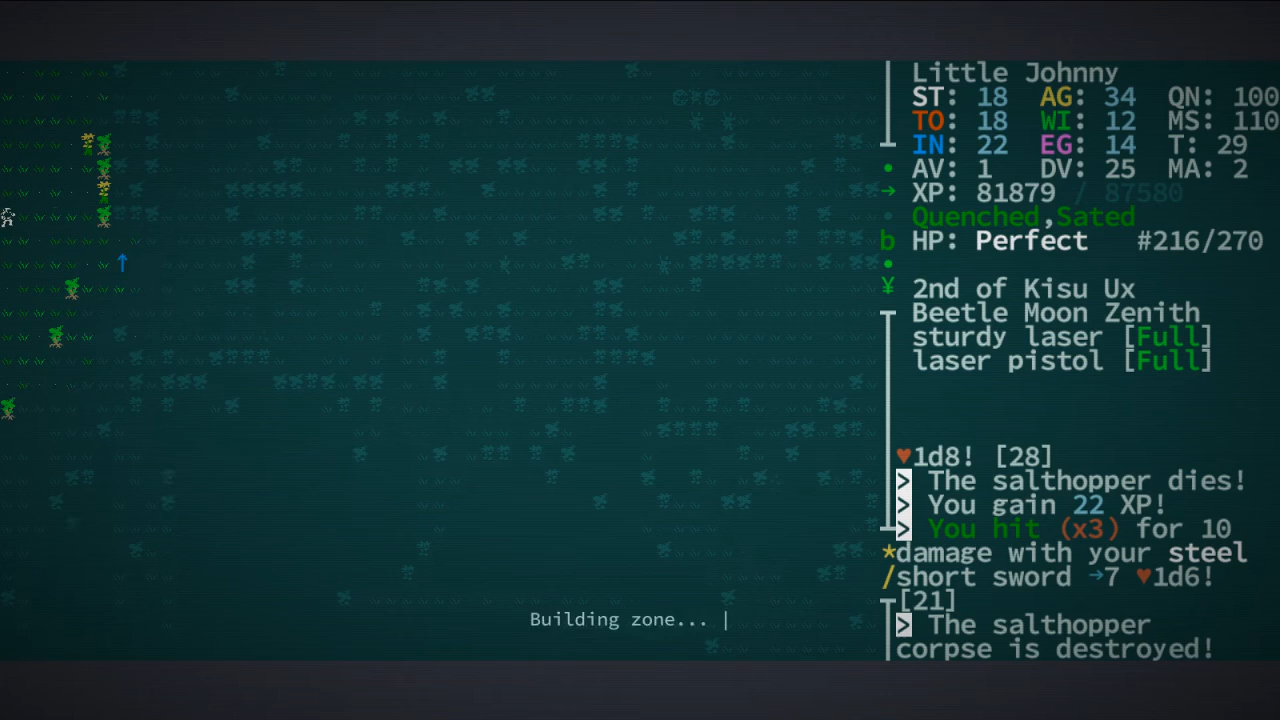 Little Johnny
ST: 18 AG: 34 QN: 100
TO: 18 WI: 12 MS: 110
IN: 22 EG: 14 T: 29
AV: 1 DV: 25 MA: 2
XP: 81879 / 87580
Quenched,Sated
b HP: Perfect #216/270
¥ 2nd of Kisu Ux
Beetle Moon Zenith
sturdy laser [Full]
laser pistol [Full]
♥1d8! [28]
> The salthopper dies!
> You gain 22 XP!
> You hit (x3) for 10
*damage with your steel
/short sword →7 ♥1d6!
[21]
> The salthopper
corpse is destroyed!
Building zone... |